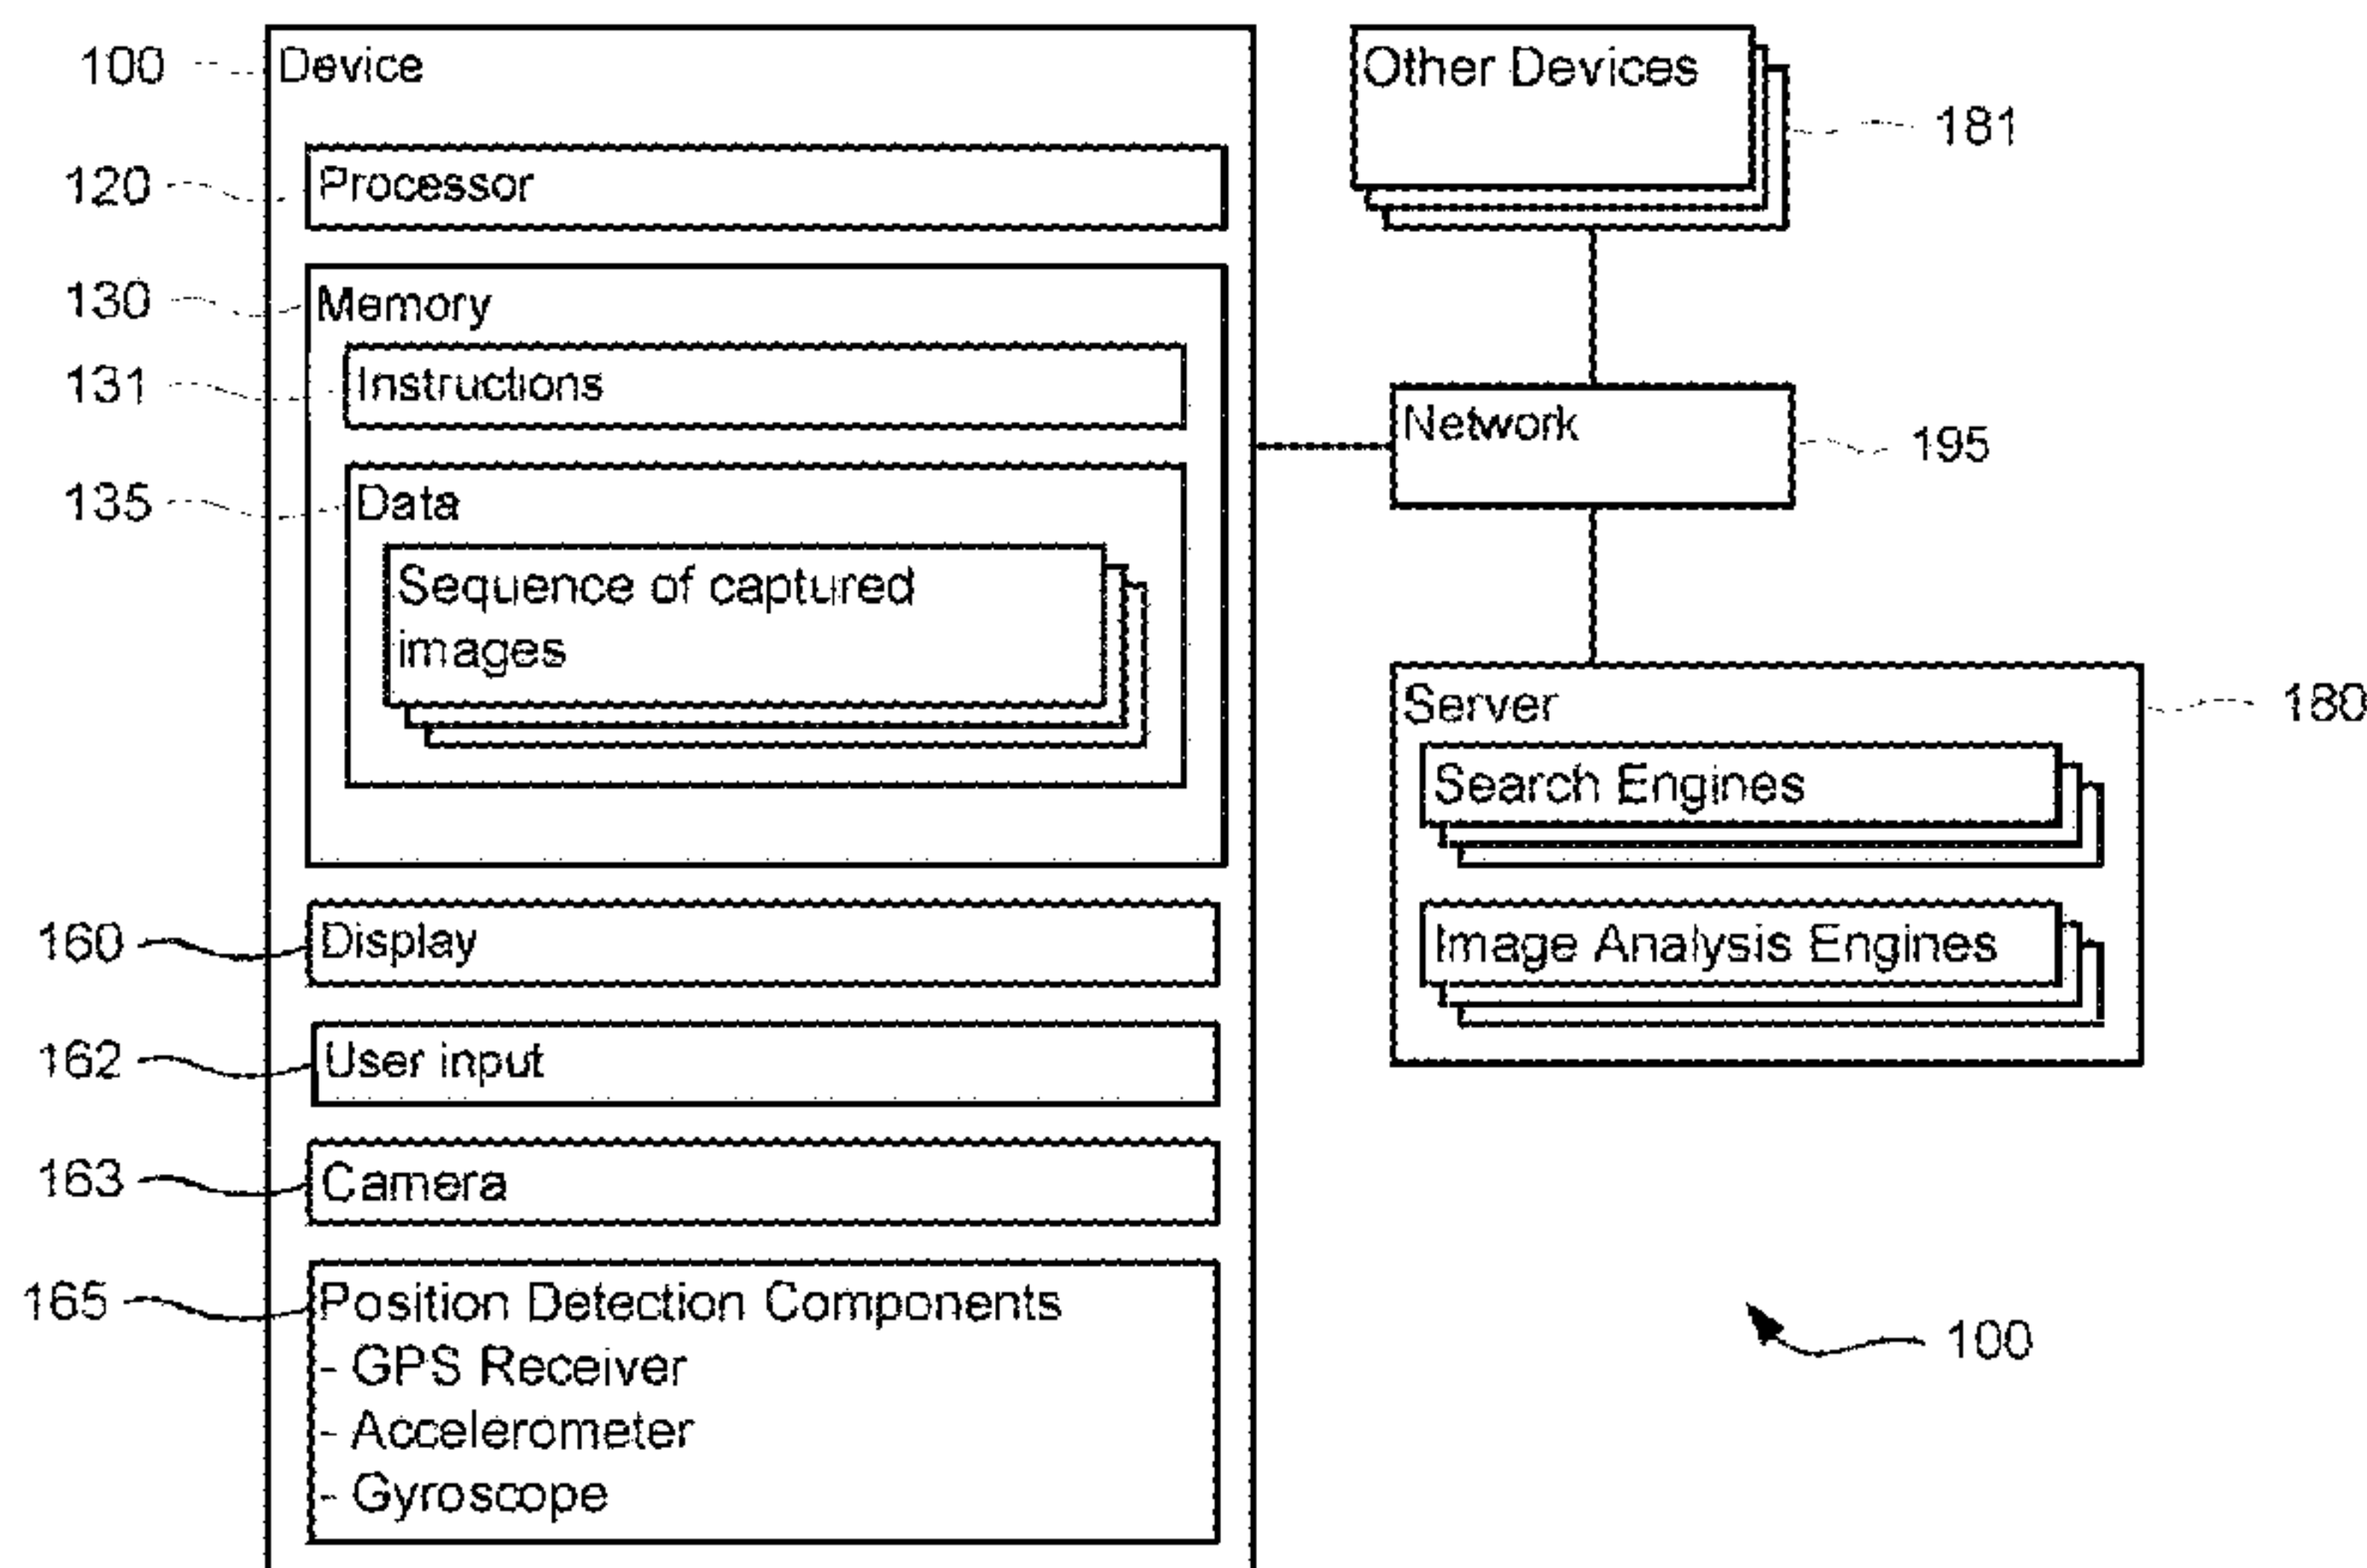 100
Device
120
Processor
130
Memory
131
Instructions
135
Data
Sequence of captured
images
160
Display
162
User input
163
Camera
165
Position Detection Components
- GPS Receiver
- Accelerometer
- Gyroscope
Other Devices
181
Network
195
Server
180
Search Engines
Image Analysis Engines
100